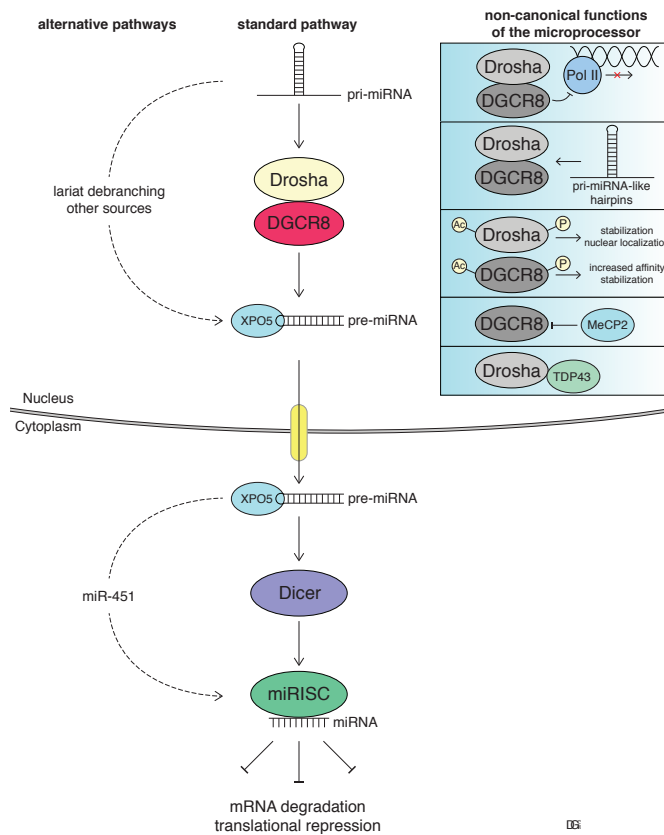 alternative pathways
standard pathway
non-canonical functions
of the microprocessor
pri-miRNA
Drosha
DGCR8
lariat debranching
other sources
XPO5
pre-miRNA
Nucleus
Cytoplasm
XPO5
pre-miRNA
Dicer
miR-451
miRISC
miRNA
mRNA degradation
translational repression
Drosha
DGCR8
Pol II
Drosha
DGCR8
pri-miRNA-like
hairpins
Ac
Drosha
P
stabilization
nuclear localization
Ac
DGCR8
P
increased affinity
stabilization
DGCR8
MeCP2
Drosha
TDP43